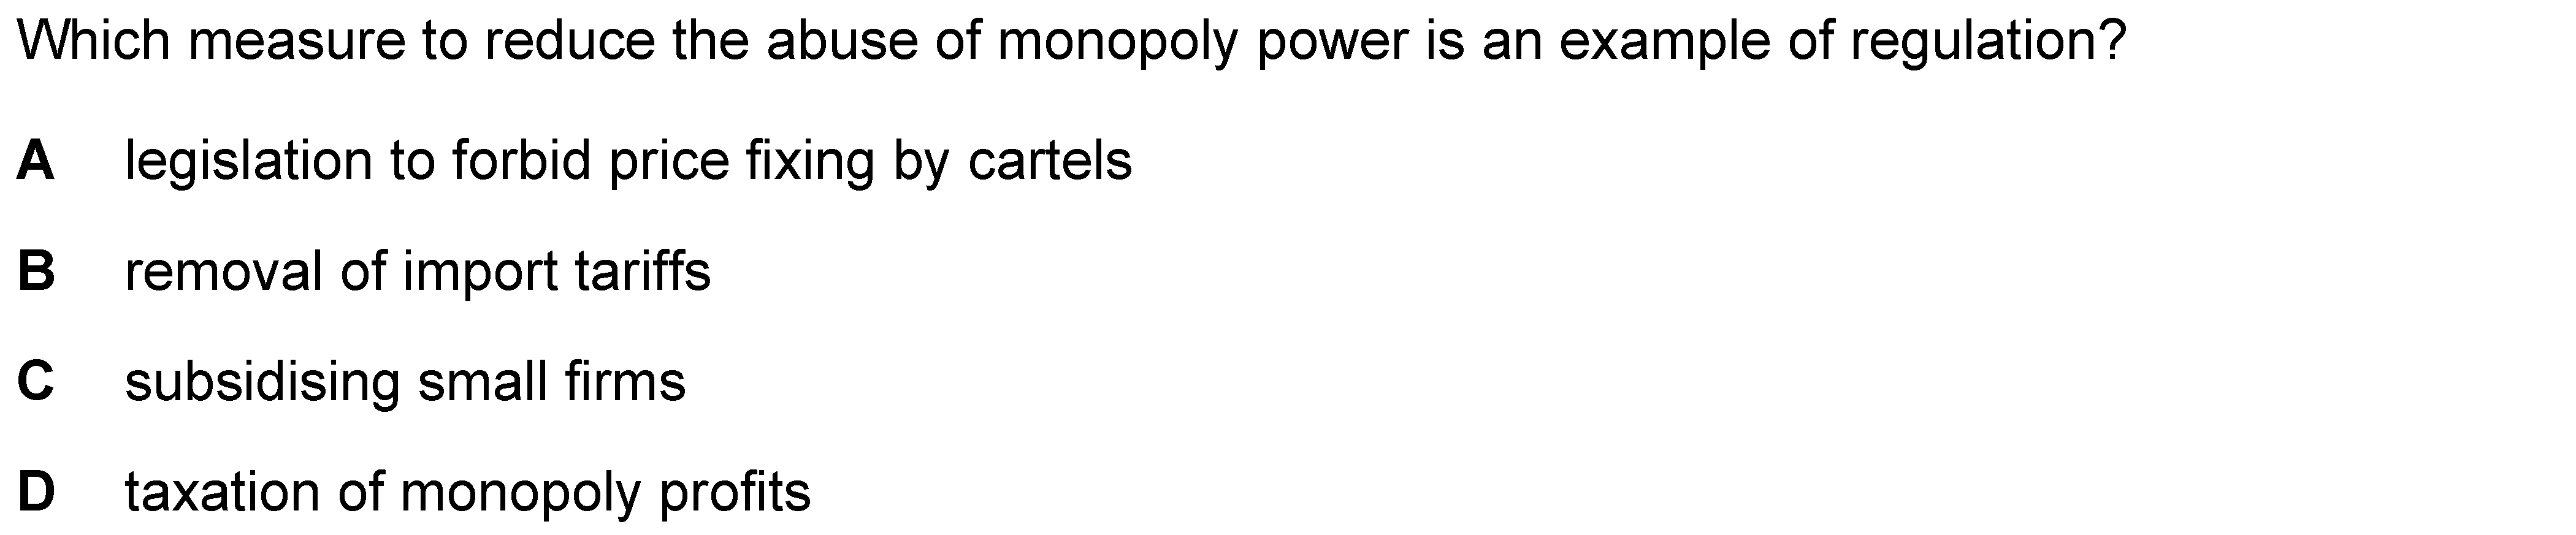 Which measure to reduce the abuse of monopoly power is an example of regulation?
A legislation to forbid price fixing by cartels
B removal of import tariffs
C subsidising small firms
D taxation of monopoly profits